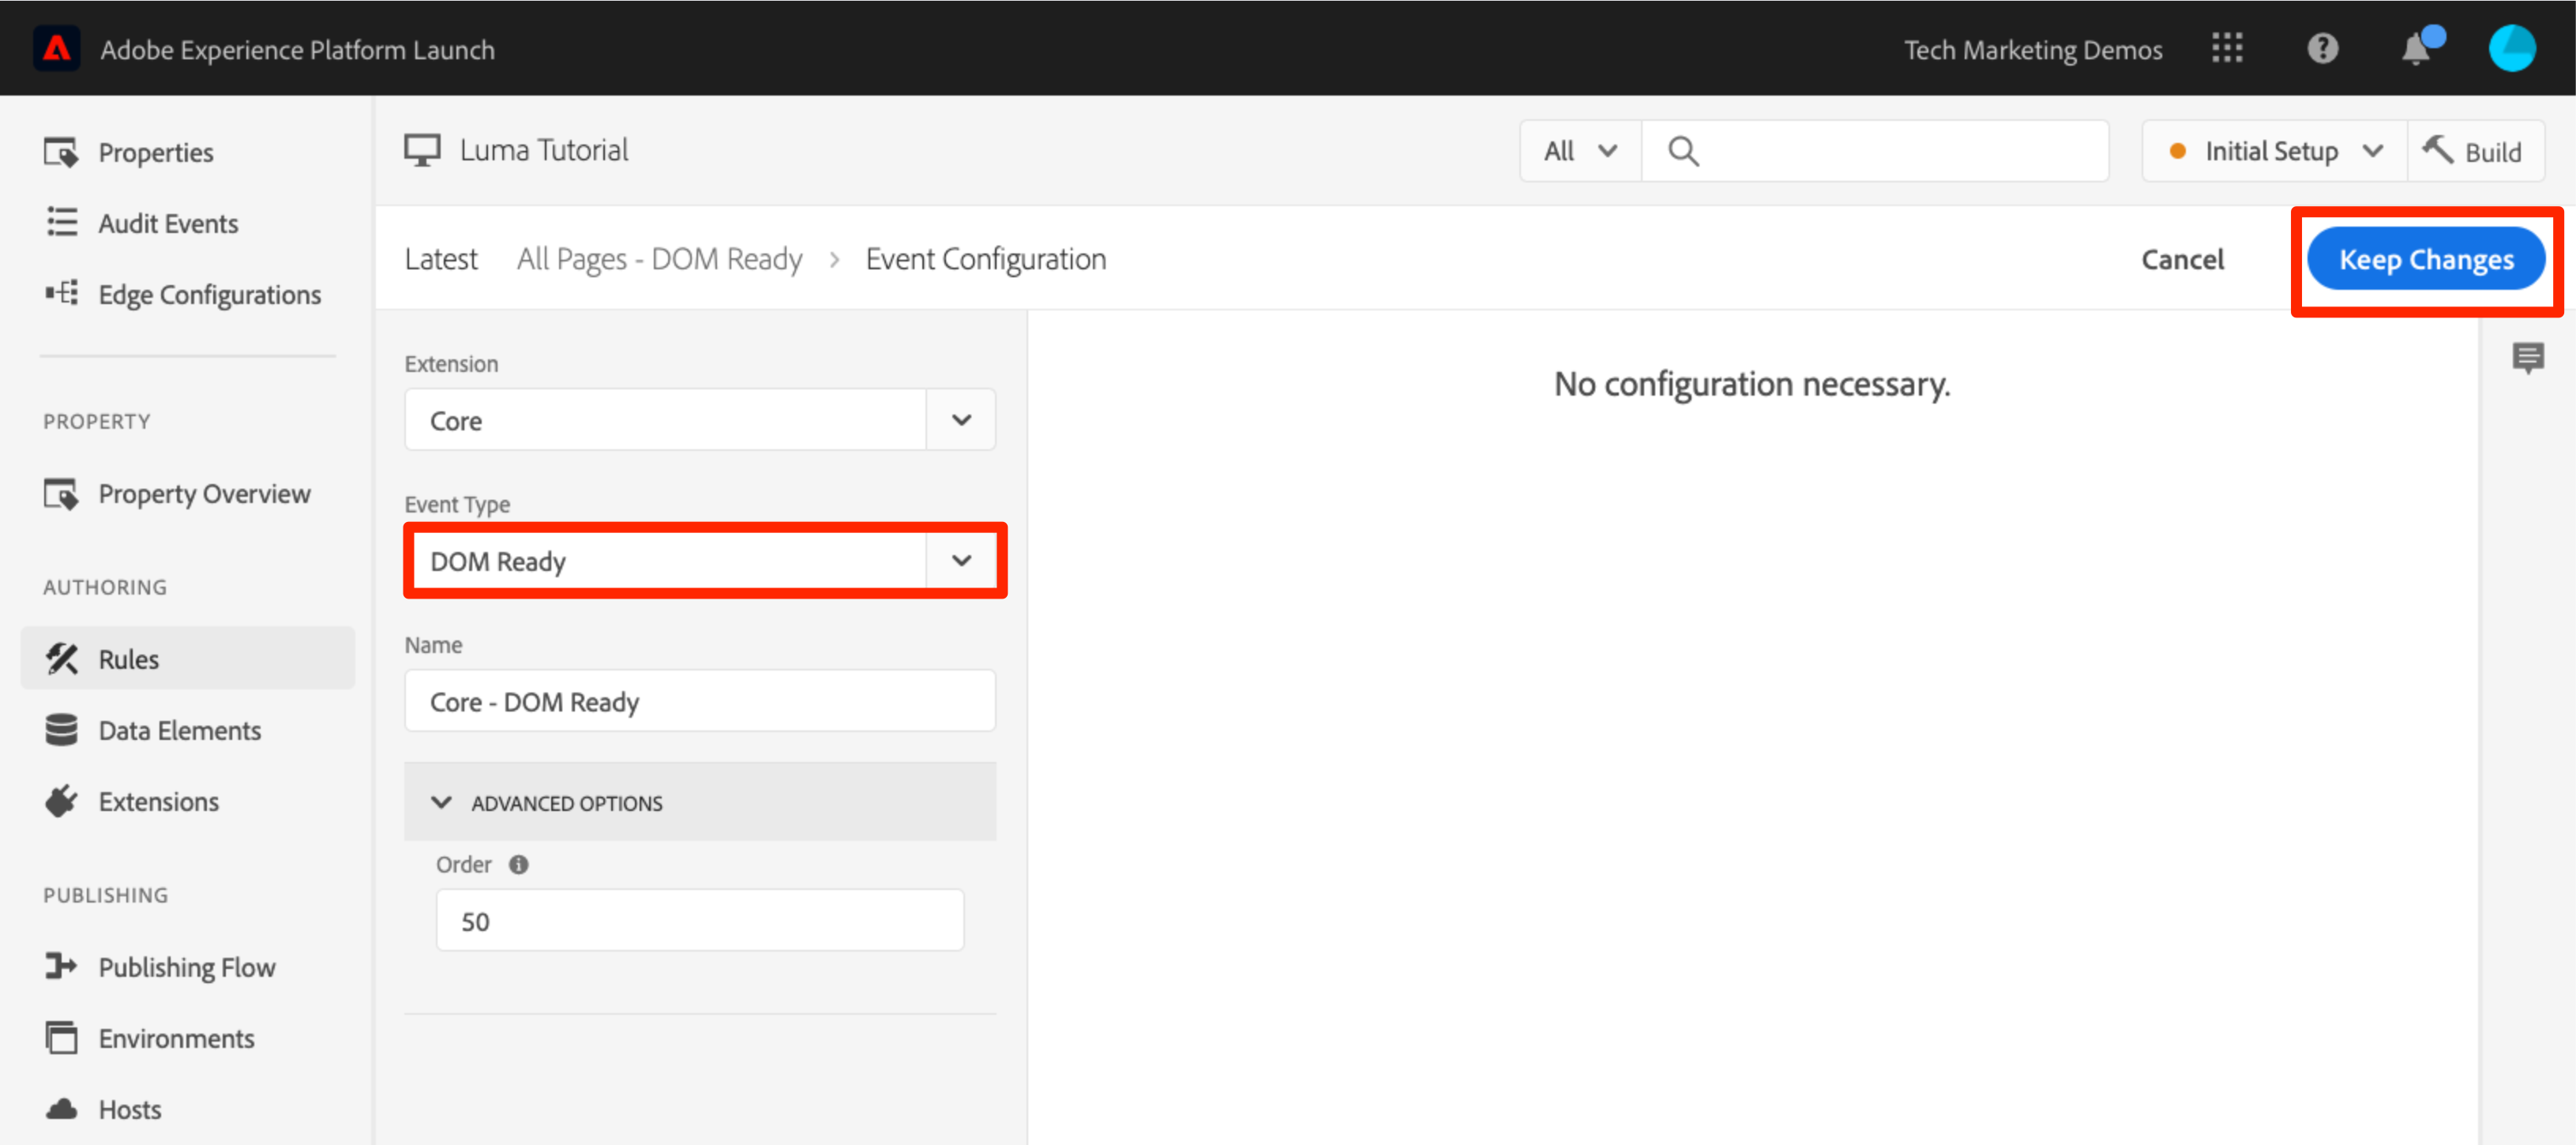 Adobe Experience Platform Launch
Tech Marketing Demos
Properties
Audit Events
Edge Configurations
PROPERTY
Property Overview
AUTHORING
Rules
Data Elements
Extensions
PUBLISHING
Publishing Flow
Environments
Hosts
Luma Tutorial
All
Initial Setup
Build
Latest All Pages - DOM Ready > Event Configuration
Cancel
Keep Changes
Extension
Core
Event Type
DOM Ready
Name
Core - DOM Ready
ADVANCED OPTIONS
Order
50
No configuration necessary.